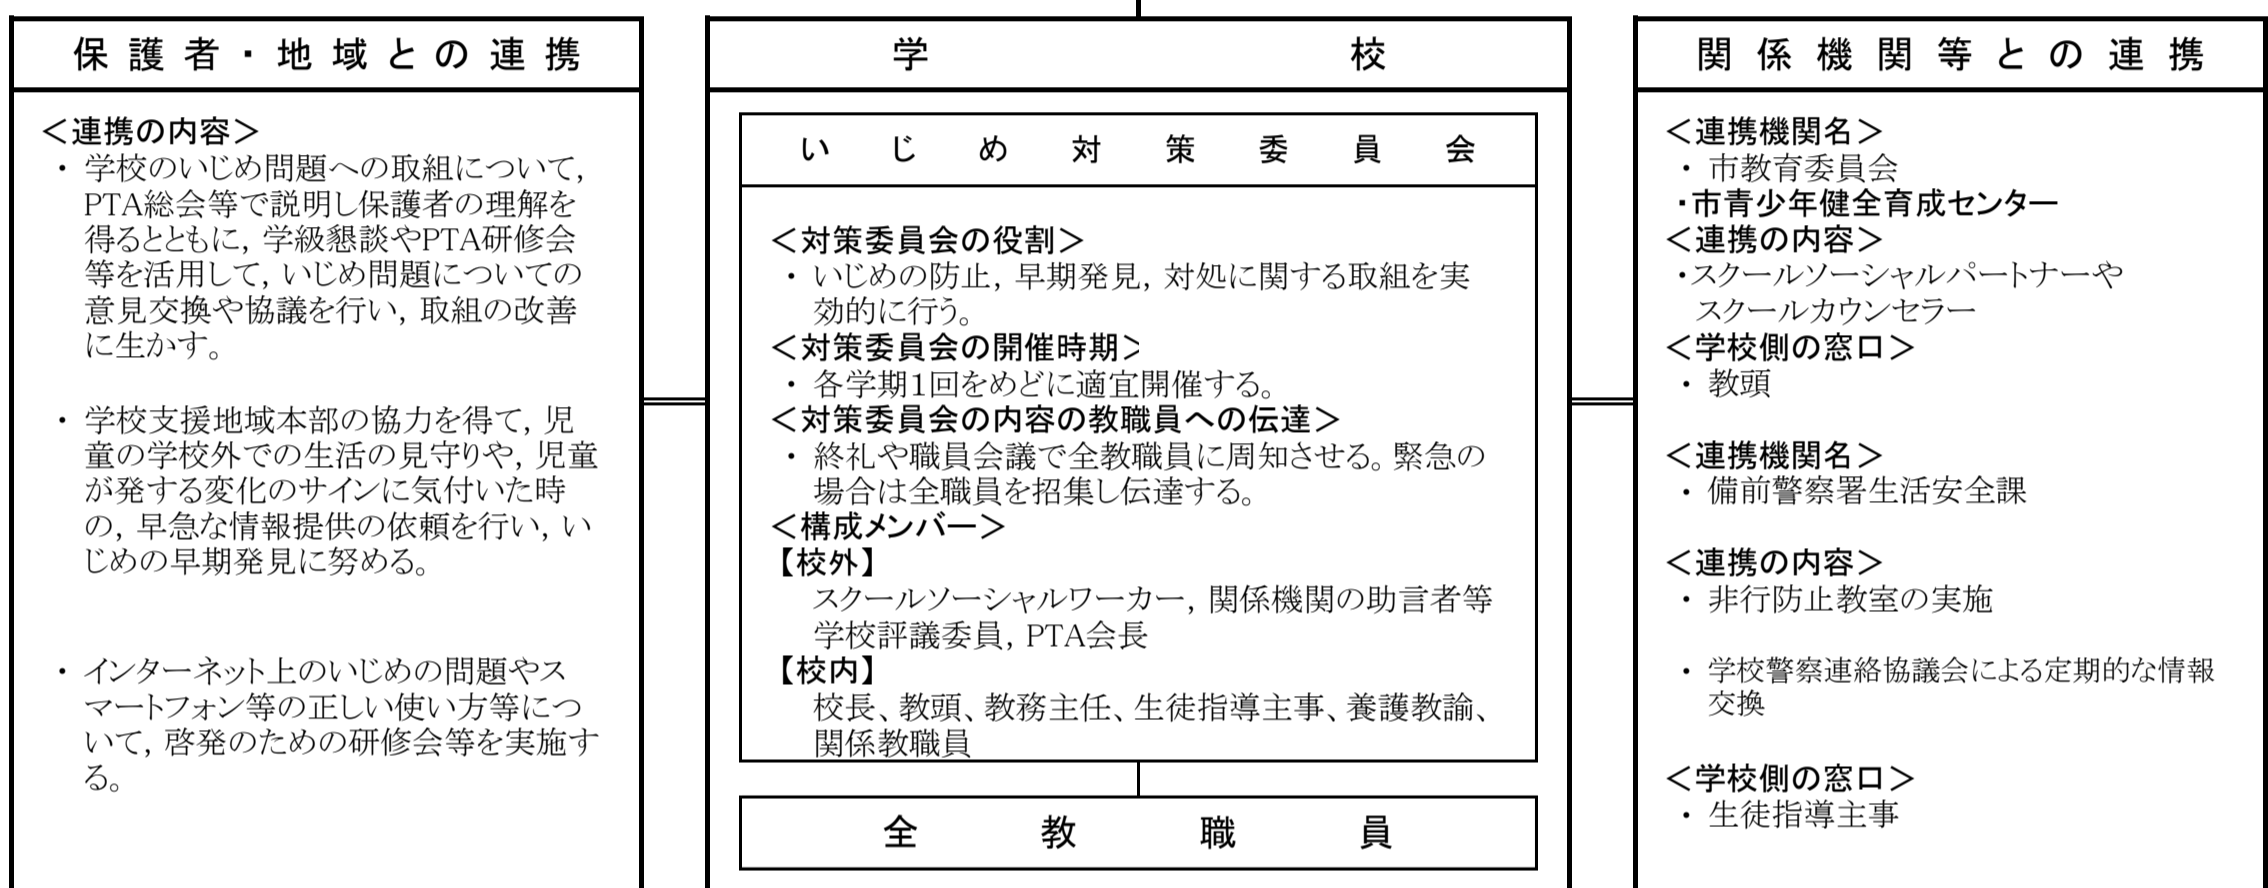 保護者・地域との連携
＜連携の内容＞
・ 学校のいじめ問題への取組について，
PTA総会等で説明し保護者の理解を
得るとともに，学級懇談やPTA研修会
等を活用して，いじめ問題についての
意見交換や協議を行い，取組の改善
に生かす。
・ 学校支援地域本部の協力を得て，児
童の学校外での生活の見守りや，児童
が発する変化のサインに気付いた時
の，早急な情報提供の依頼を行い，い
じめの早期発見に努める。
・ インターネット上のいじめの問題やス
マートフォン等の正しい使い方等につ
いて，啓発のための研修会等を実施す
る。
学校
いじめ対策委員会
＜対策委員会の役割＞
・ いじめの防止，早期発見，対処に関する取組を実
効的に行う。
＜対策委員会の開催時期＞
・ 各学期１回をめどに適宜開催する。
＜対策委員会の内容の教職員への伝達＞
・ 終礼や職員会議で全教職員に周知させる。緊急の
場合は全職員を招集し伝達する。
＜構成メンバー＞
【校外】
スクールソーシャルワーカー，関係機関の助言者等
学校評議委員，PTA会長
【校内】
校長、教頭、教務主任、生徒指導主事、養護教諭、
関係教職員
全教職員
関係機関等との連携
＜連携機関名＞
・ 市教育委員会
・市青少年健全育成センター
＜連携の内容＞
・スクールソーシャルパートナーや
スクールカウンセラー
＜学校側の窓口＞
・ 教頭
＜連携機関名＞
・ 備前警察署生活安全課
＜連携の内容＞
・ 非行防止教室の実施
・ 学校警察連絡協議会による定期的な情報
交換
＜学校側の窓口＞
・ 生徒指導主事